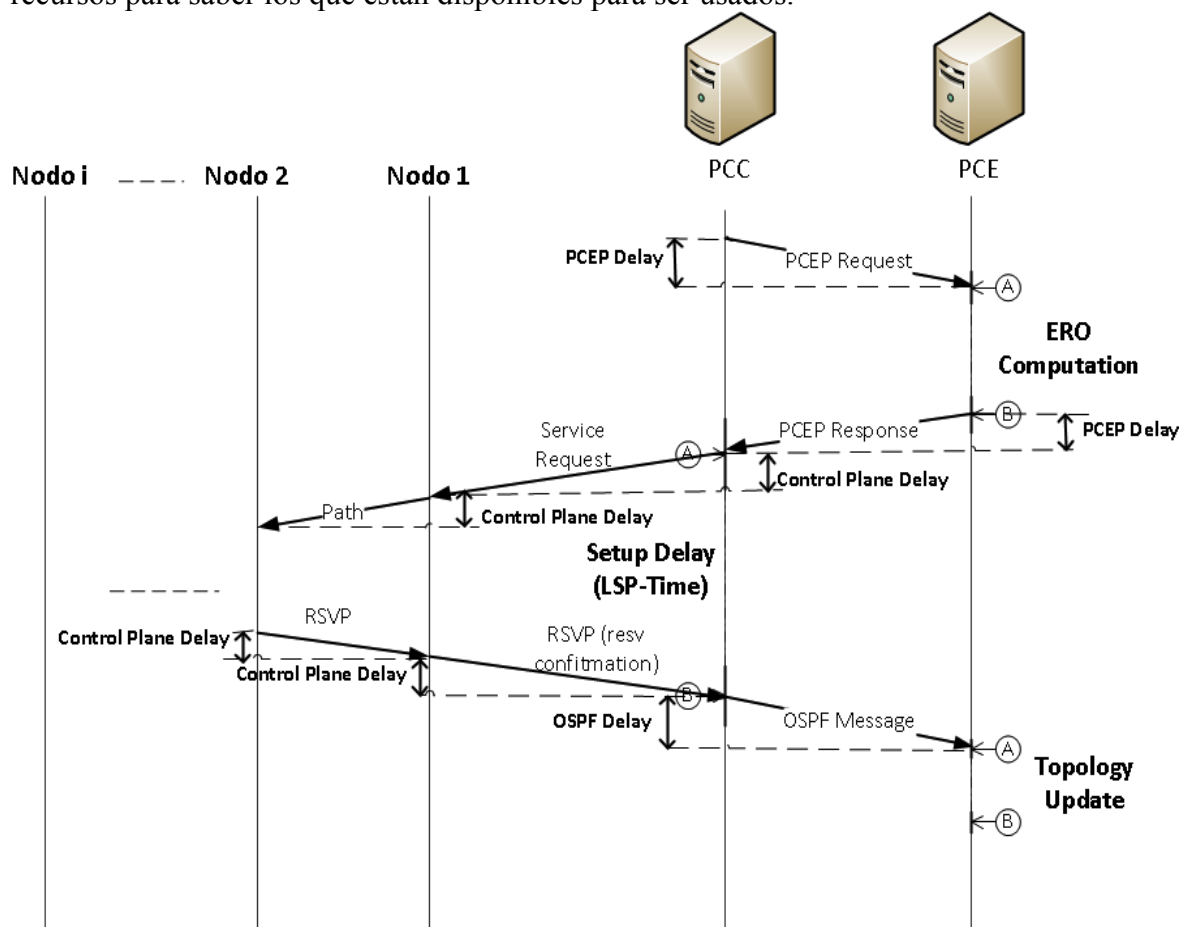 recursos para saber los que están disponibles para ser usados.
PCC
PCE
Nodo i
Nodo 2
Nodo 1
PCEP Delay
PCEP Request
A
ERO
Computation
B
PCEP Response
PCEP Delay
Service
Request
A
Control Plane Delay
Path
Control Plane Delay
Setup Delay
(LSP-Time)
RSVP
Control Plane Delay
RSVP (resv
confitmation)
Control Plane Delay
B
OSPF Delay
OSPF Message
A
Topology
Update
B